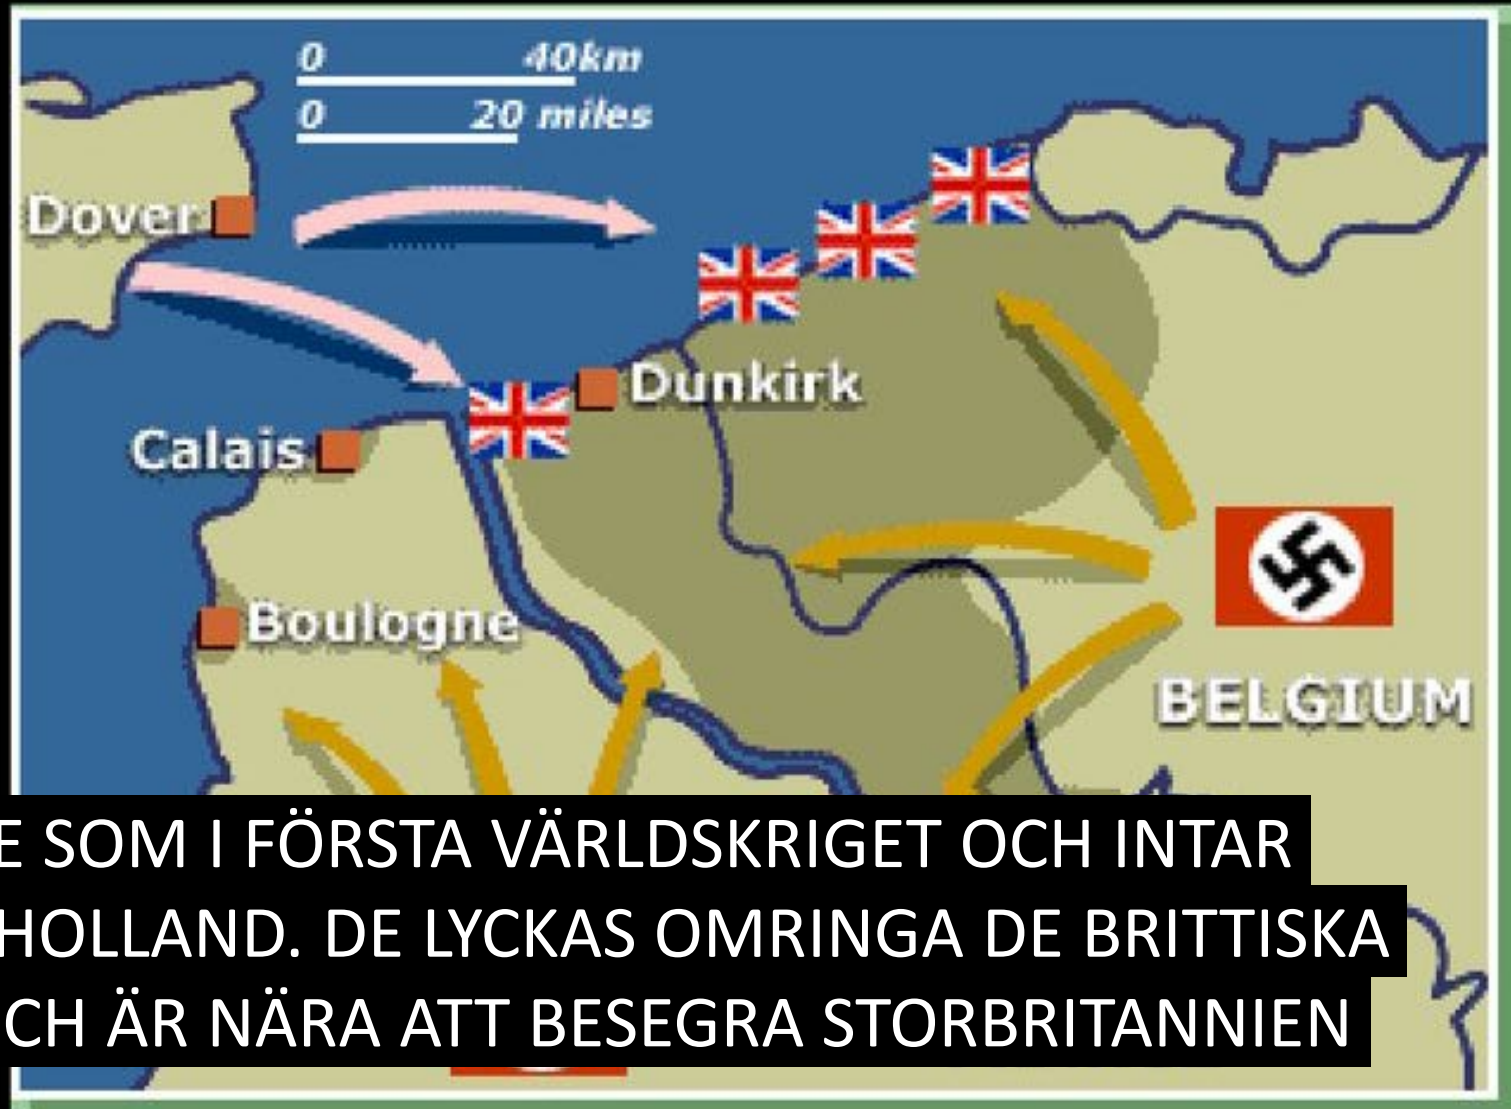 0 40km
0 20 miles
Dover
Dunkirk
Calais
Boulogne
BELGIUM
SOM I FÖRSTA VÄRLDSKRIGET OCH INTAR
HOLLAND. DE LYCKAS OMRINGA DE BRITTISKA
ÄR NÄRA ATT BESEGRA STORBRITANNIEN